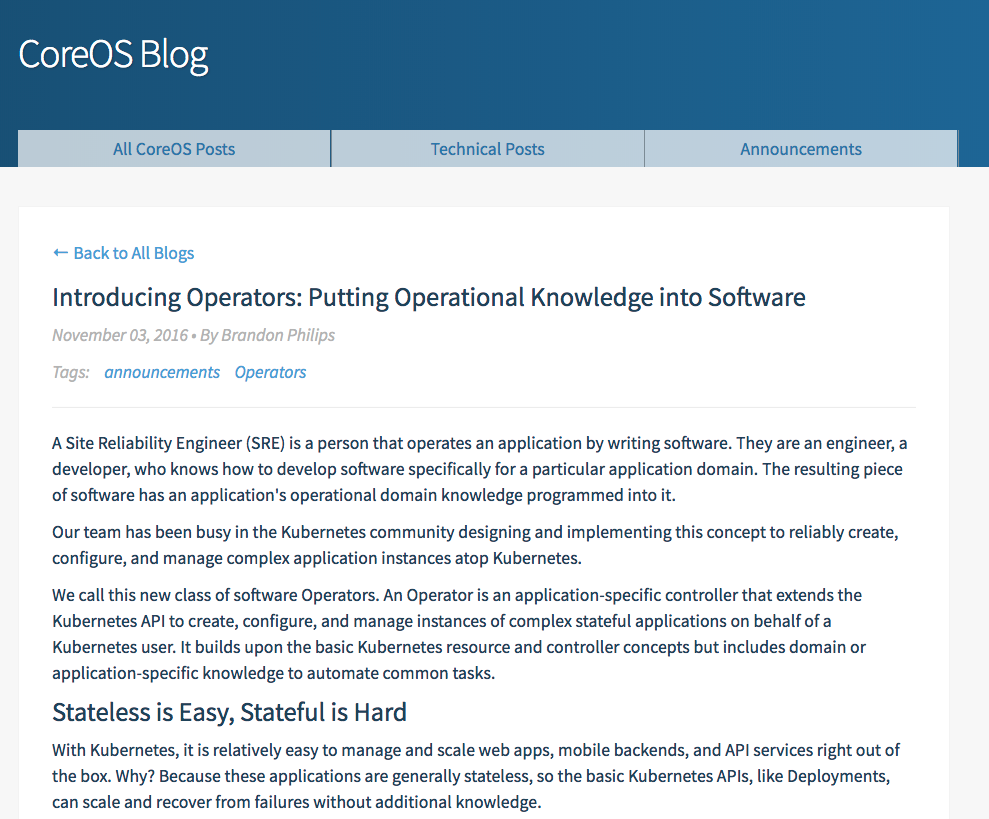 CoreOS Blog
All CoreOS Posts
Technical Posts
Announcements
← Back to All Blogs
Introducing Operators: Putting Operational Knowledge into Software
November 03, 2016 • By Brandon Philips
Tags: announcements Operators
A Site Reliability Engineer (SRE) is a person that operates an application by writing software. They are an engineer, a
developer, who knows how to develop software specifically for a particular application domain. The resulting piece
of software has an application's operational domain knowledge programmed into it.
Our team has been busy in the Kubernetes community designing and implementing this concept to reliably create,
configure, and manage complex application instances atop Kubernetes.
We call this new class of software Operators. An Operator is an application-specific controller that extends the
Kubernetes API to create, configure, and manage instances of complex stateful applications on behalf of a
Kubernetes user. It builds upon the basic Kubernetes resource and controller concepts but includes domain or
application-specific knowledge to automate common tasks.
Stateless is Easy, Stateful is Hard
With Kubernetes, it is relatively easy to manage and scale web apps, mobile backends, and API services right out of
the box. Why? Because these applications are generally stateless, so the basic Kubernetes APIs, like Deployments,
can scale and recover from failures without additional knowledge.